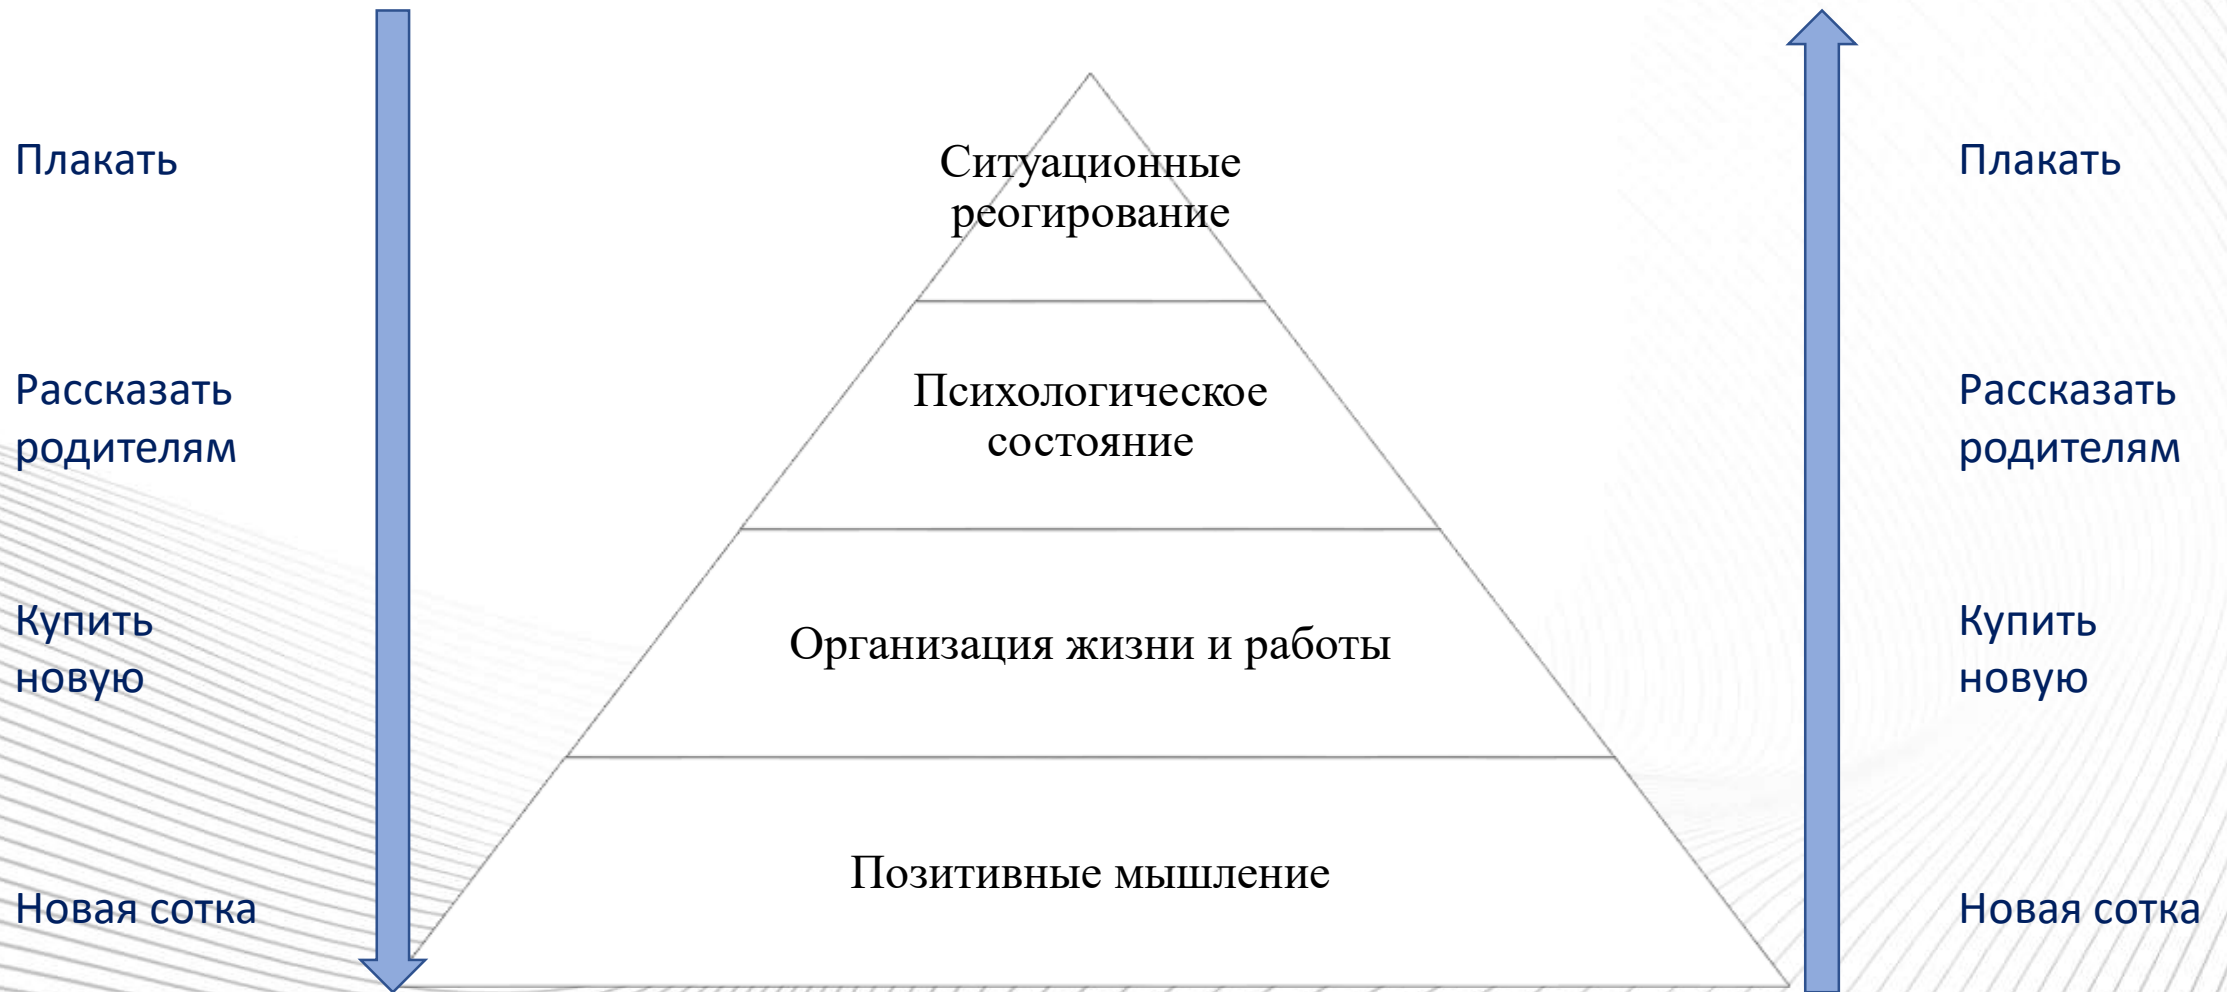 Плакать
Рассказать
родителям
Купить
новую
Новая сотка
Ситуационные
реогирование
Психологическое
состояние
Организация жизни и работы
Позитивные мышление
Плакать
Рассказать
родителям
Купить
новую
Новая сотка